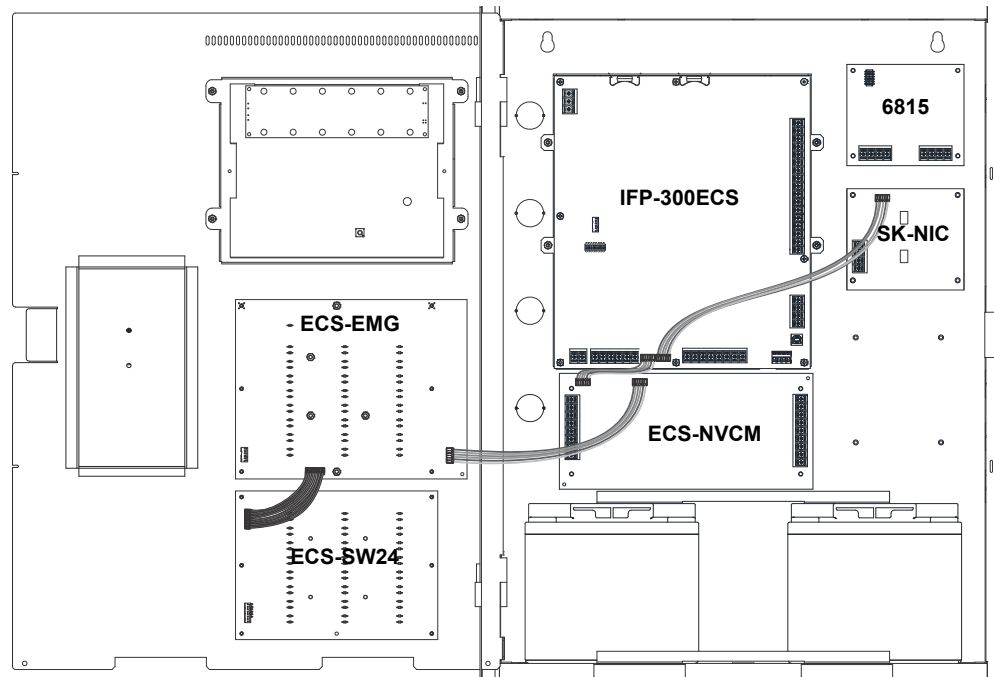 6815
IFP-300ECS
SK-NIC
ECS-EMG
ECS-NVCM
ECS-SW24